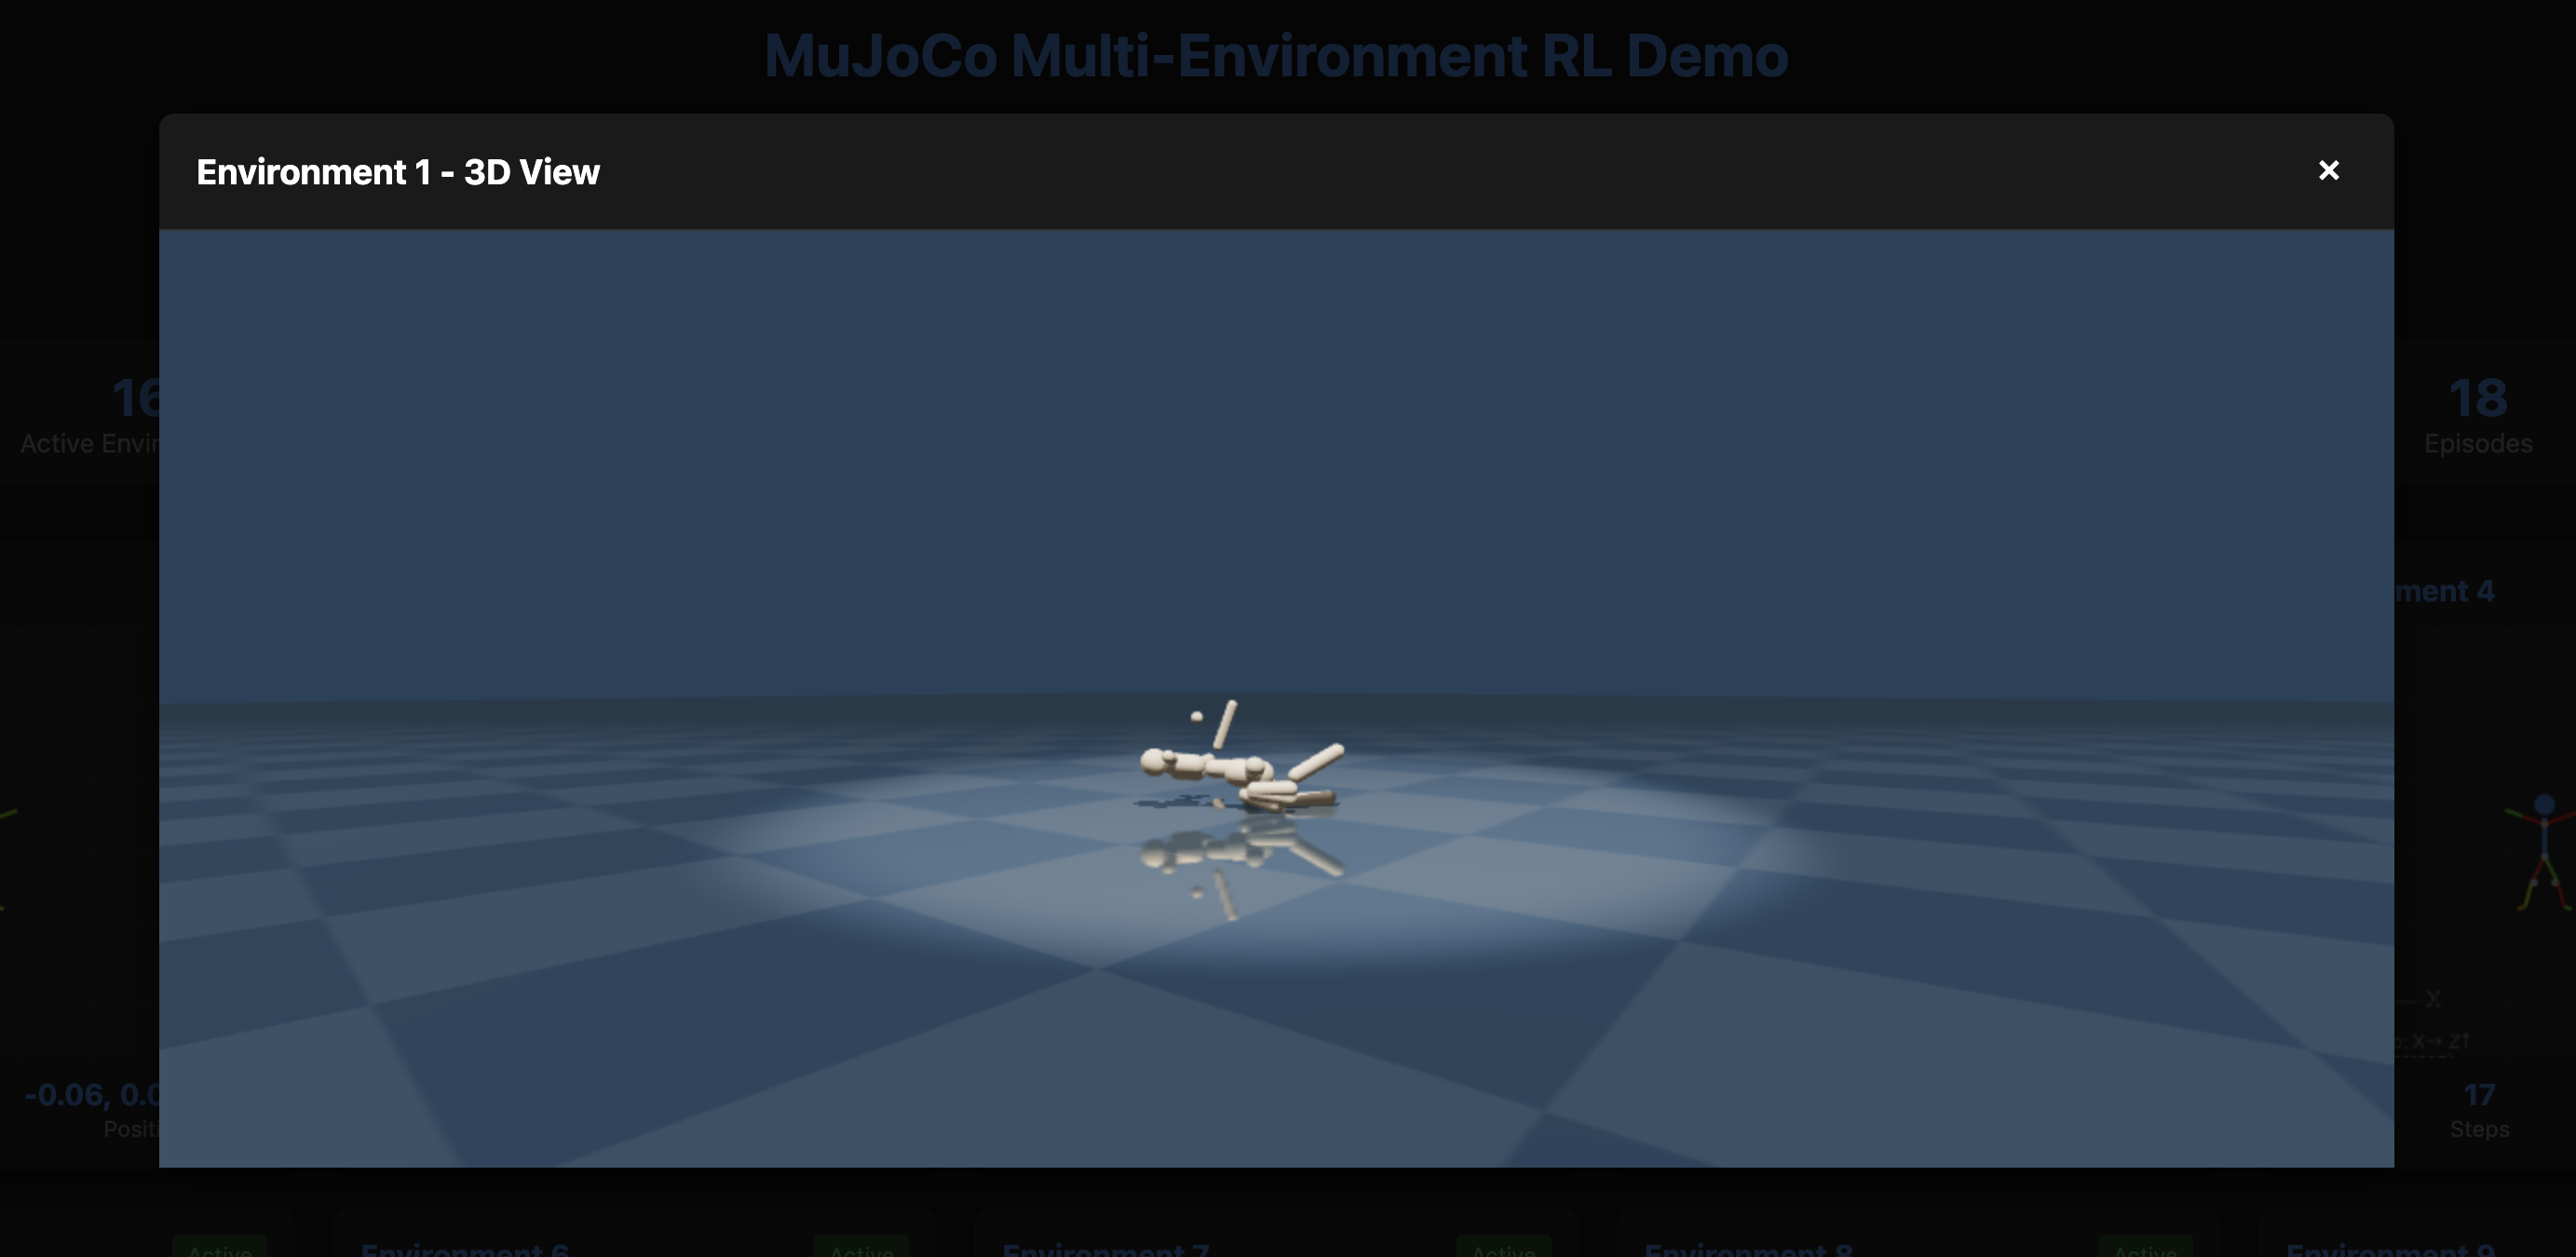 MuJoCo Multi-Environment RL Demo
Environment 1 - 3D View
×
16
Active Envir
18
Episodes
ment 4
X
: X→ Z↑
-0.06, 0.0
Positi
17
Steps
Active
Environment 6
Active
Environment 7
Active
Environment 8
Active
Environment 9